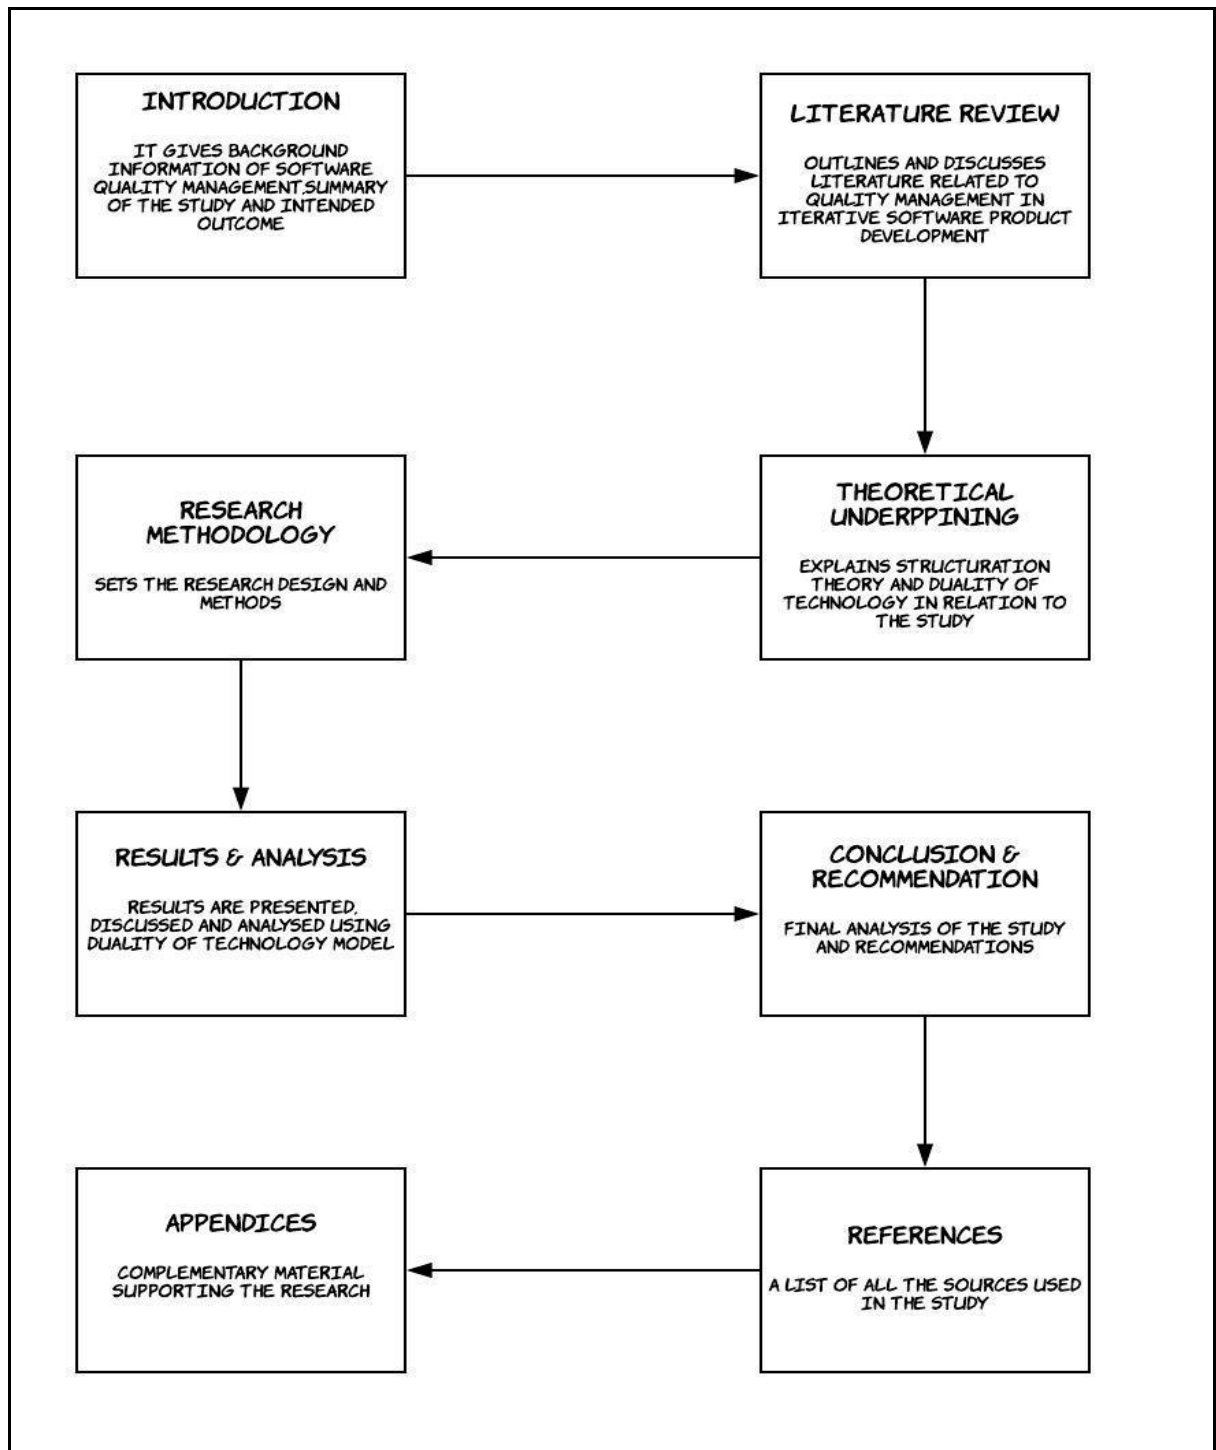 INTRODUCTION
IT GIVES BACKGROUND
INFORMATION OF SOFTWARE
QUALITY MANAGEMENT,SUMMARY
OF THE STUDY AND INTENDED
OUTCOME
LITERATURE REVIEW
OUTLINES AND DISCUSSES
LITERATURE RELATED TO
QUALITY MANAGEMENT IN
ITERATIVE SOFTWARE PRODUCT
DEVELOPMENT
THEORETICAL
UNDERPPINING
EXPLAINS STRUCTURATION
THEORY AND DUALITY OF
TECHNOLOGY IN RELATION TO
THE STUDY
RESEARCH
METHODOLOGY
SETS THE RESEARCH DESIGN AND
METHODS
RESULTS & ANALYSIS
RESULTS ARE PRESENTED,
DISCUSSED AND ANALYSED USING
DUALITY OF TECHNOLOGY MODEL
CONCLUSION &
RECOMMENDATION
FINAL ANALYSIS OF THE STUDY
AND RECOMMENDATIONS
REFERENCES
A LIST OF ALL THE SOURCES USED
IN THE STUDY
APPENDICES
COMPLEMENTARY MATERIAL
SUPPORTING THE RESEARCH